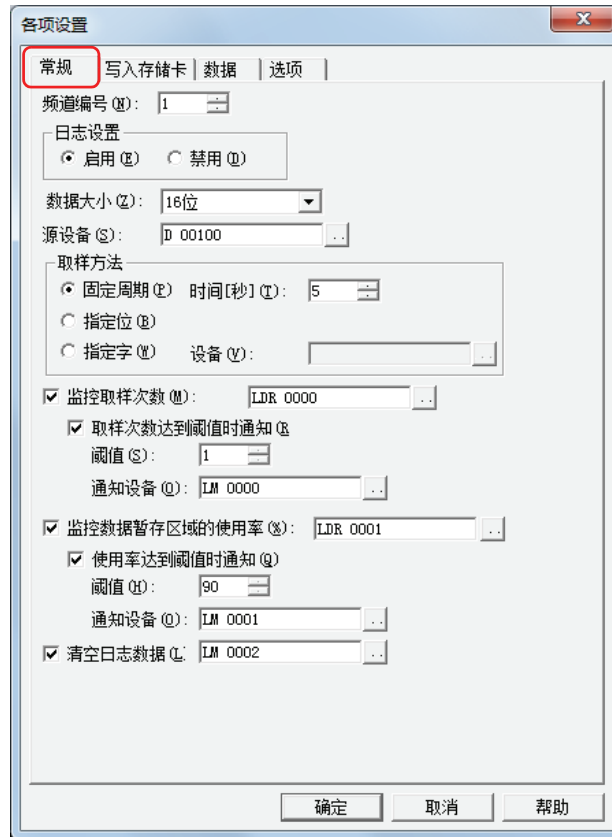 各项设置
常规 写入存储卡 数据 选项
频道编号(N): 1
日志设置
启用(E) 禁用(D)
数据大小(Z): 16位
源设备(S): D 00100 ..
取样方法
固定周期(P) 时间[秒](T): 5
指定位(B)
指定字(W) 设备(V): ..
监控取样次数(M): LDR 0000 ..
取样次数达到阈值时通知(R
阈值(S): 1
通知设备(O): LM 0000 ..
监控数据暂存区域的使用率(%): LDR 0001 ..
使用率达到阈值时通知(Q)
阈值(H): 90
通知设备(O): LM 0001 ..
清空日志数据(L: LM 0002 ..
确定 取消 帮助